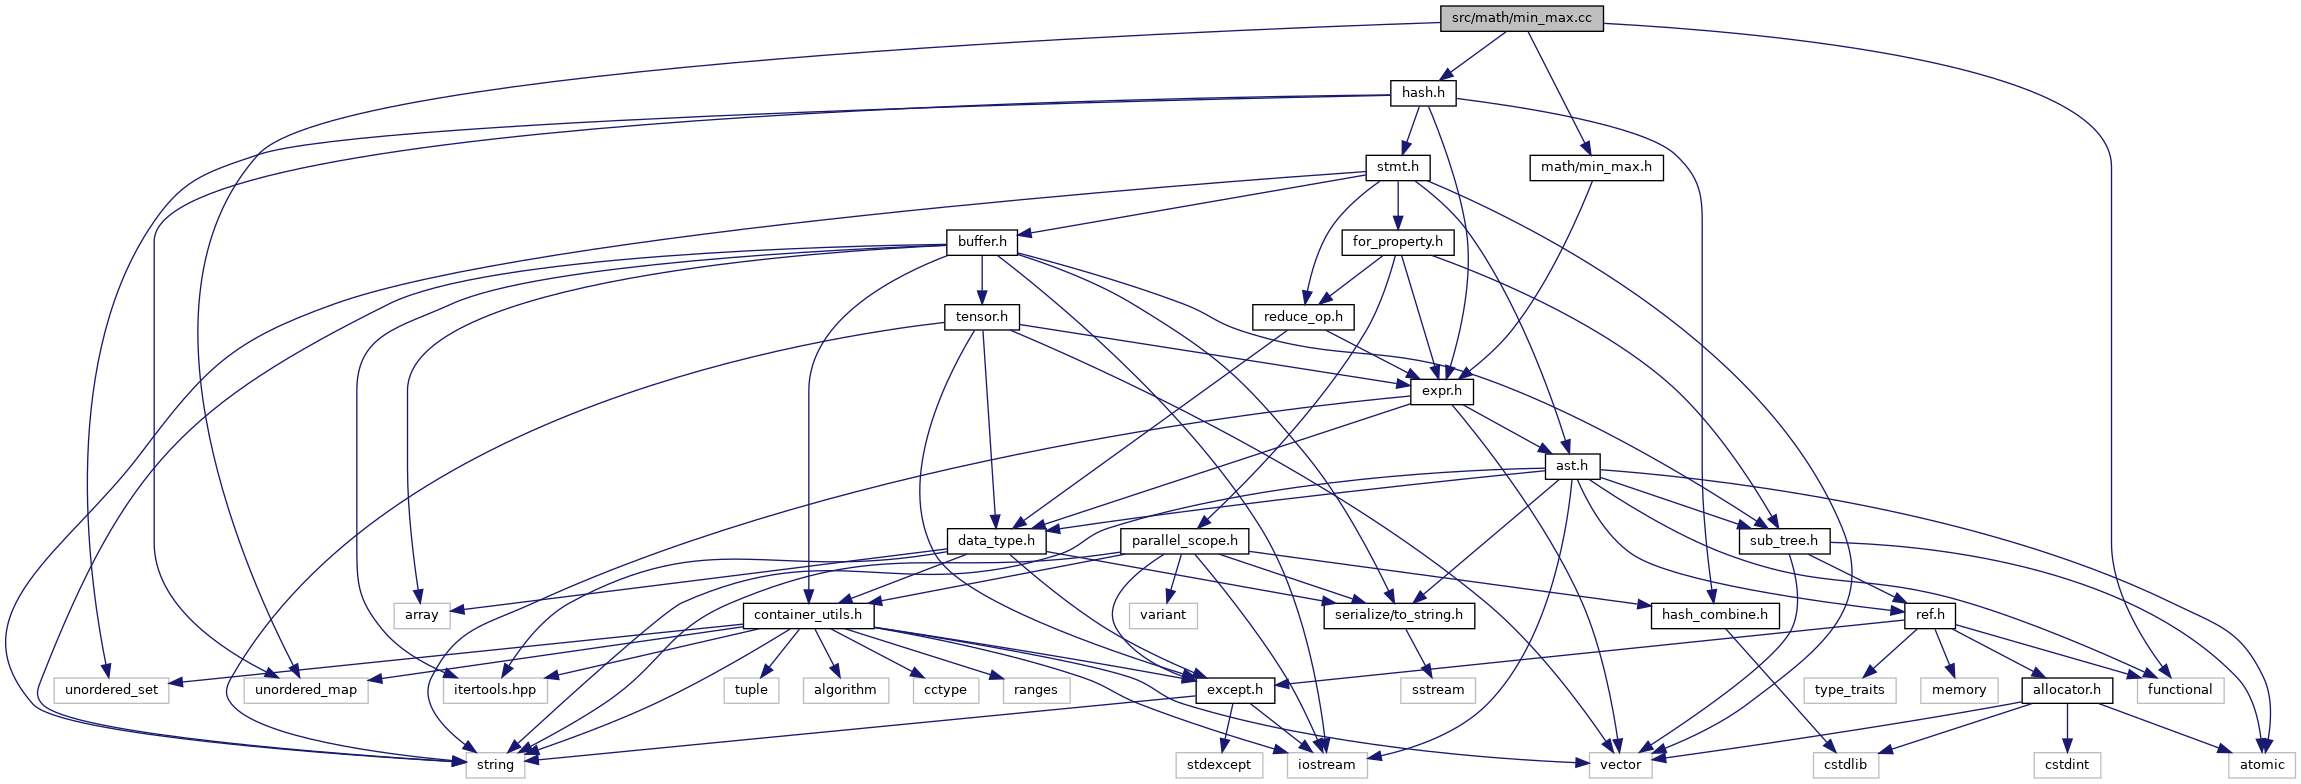 src/math/min_max.cc
hash.h
stmt.h
math/min_max.h
buffer.h
for_property.h
tensor.h
reduce_op.h
expr.h
ast.h
data_type.h
parallel_scope.h
sub_tree.h
array
container_utils.h
variant
serialize/to_string.h
hash_combine.h
ref.h
unordered_set
unordered_map
itertools.hpp
tuple
algorithm
cctype
ranges
except.h
sstream
type_traits
memory
allocator.h
functional
string
stdexcept
iostream
vector
cstdlib
cstdint
atomic